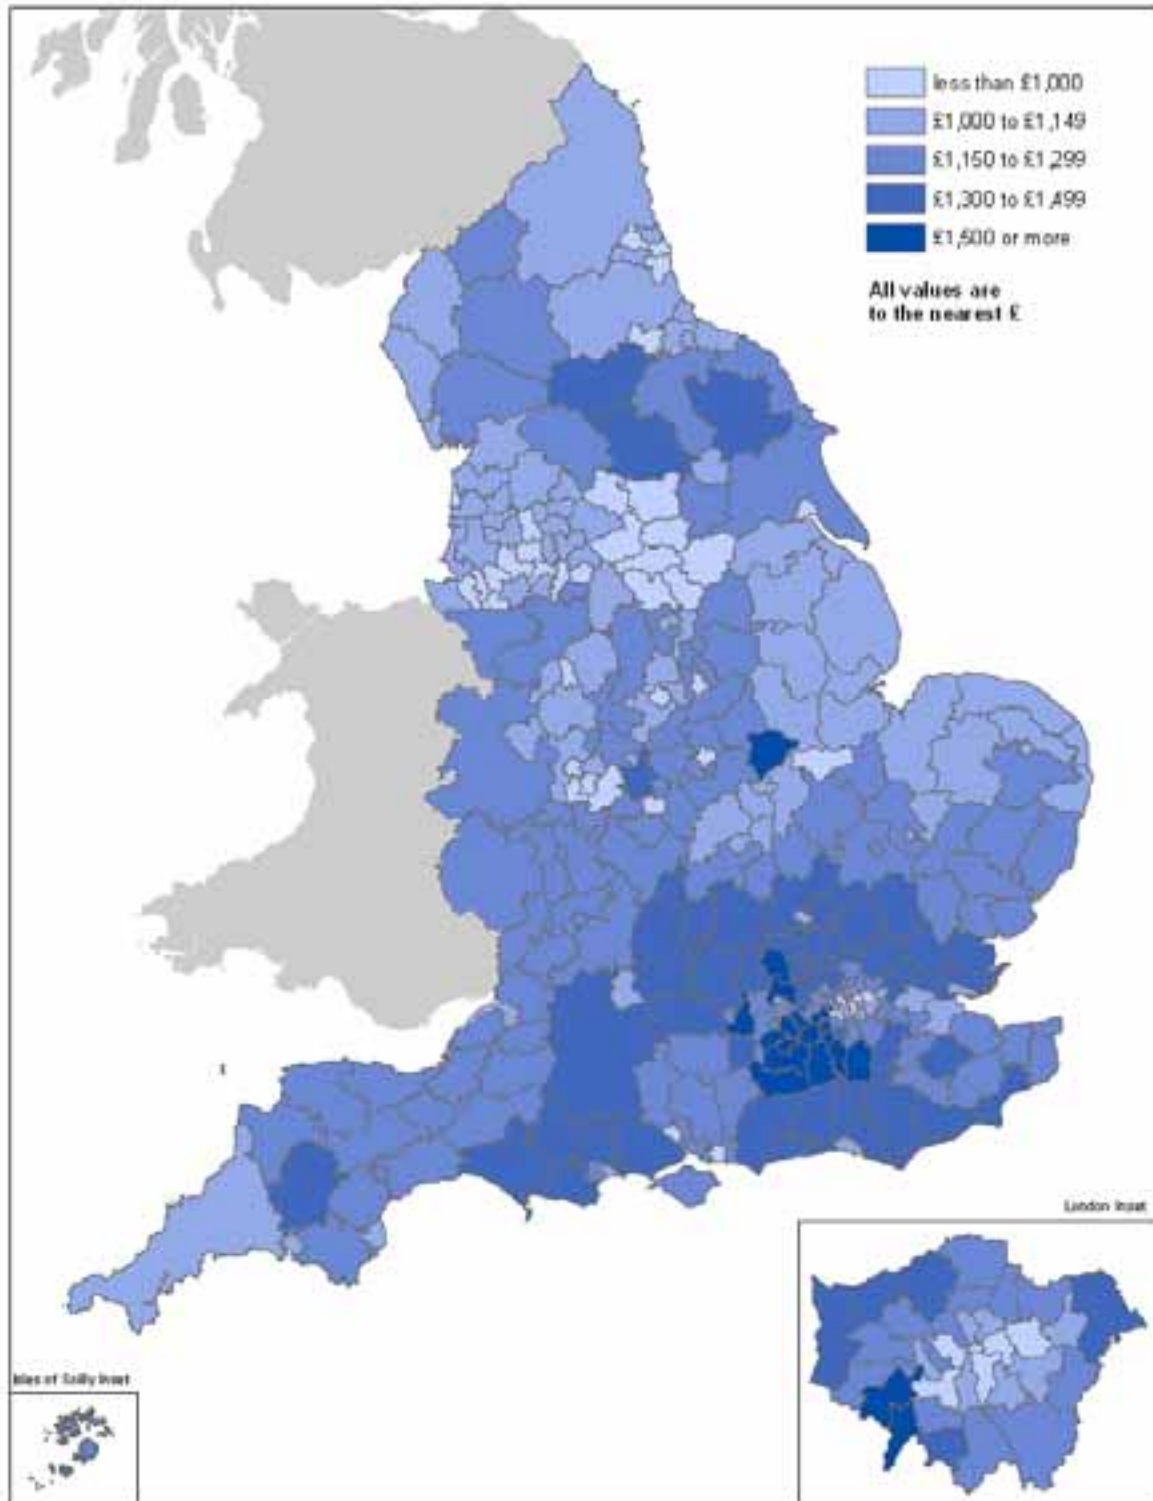 less than £1,000
£1,000 to £1,149
£1,150 to £1,299
£1,300 to £1,499
£1,500 or more
All values are
to the nearest £
London Inset
Isles of Scilly Inset